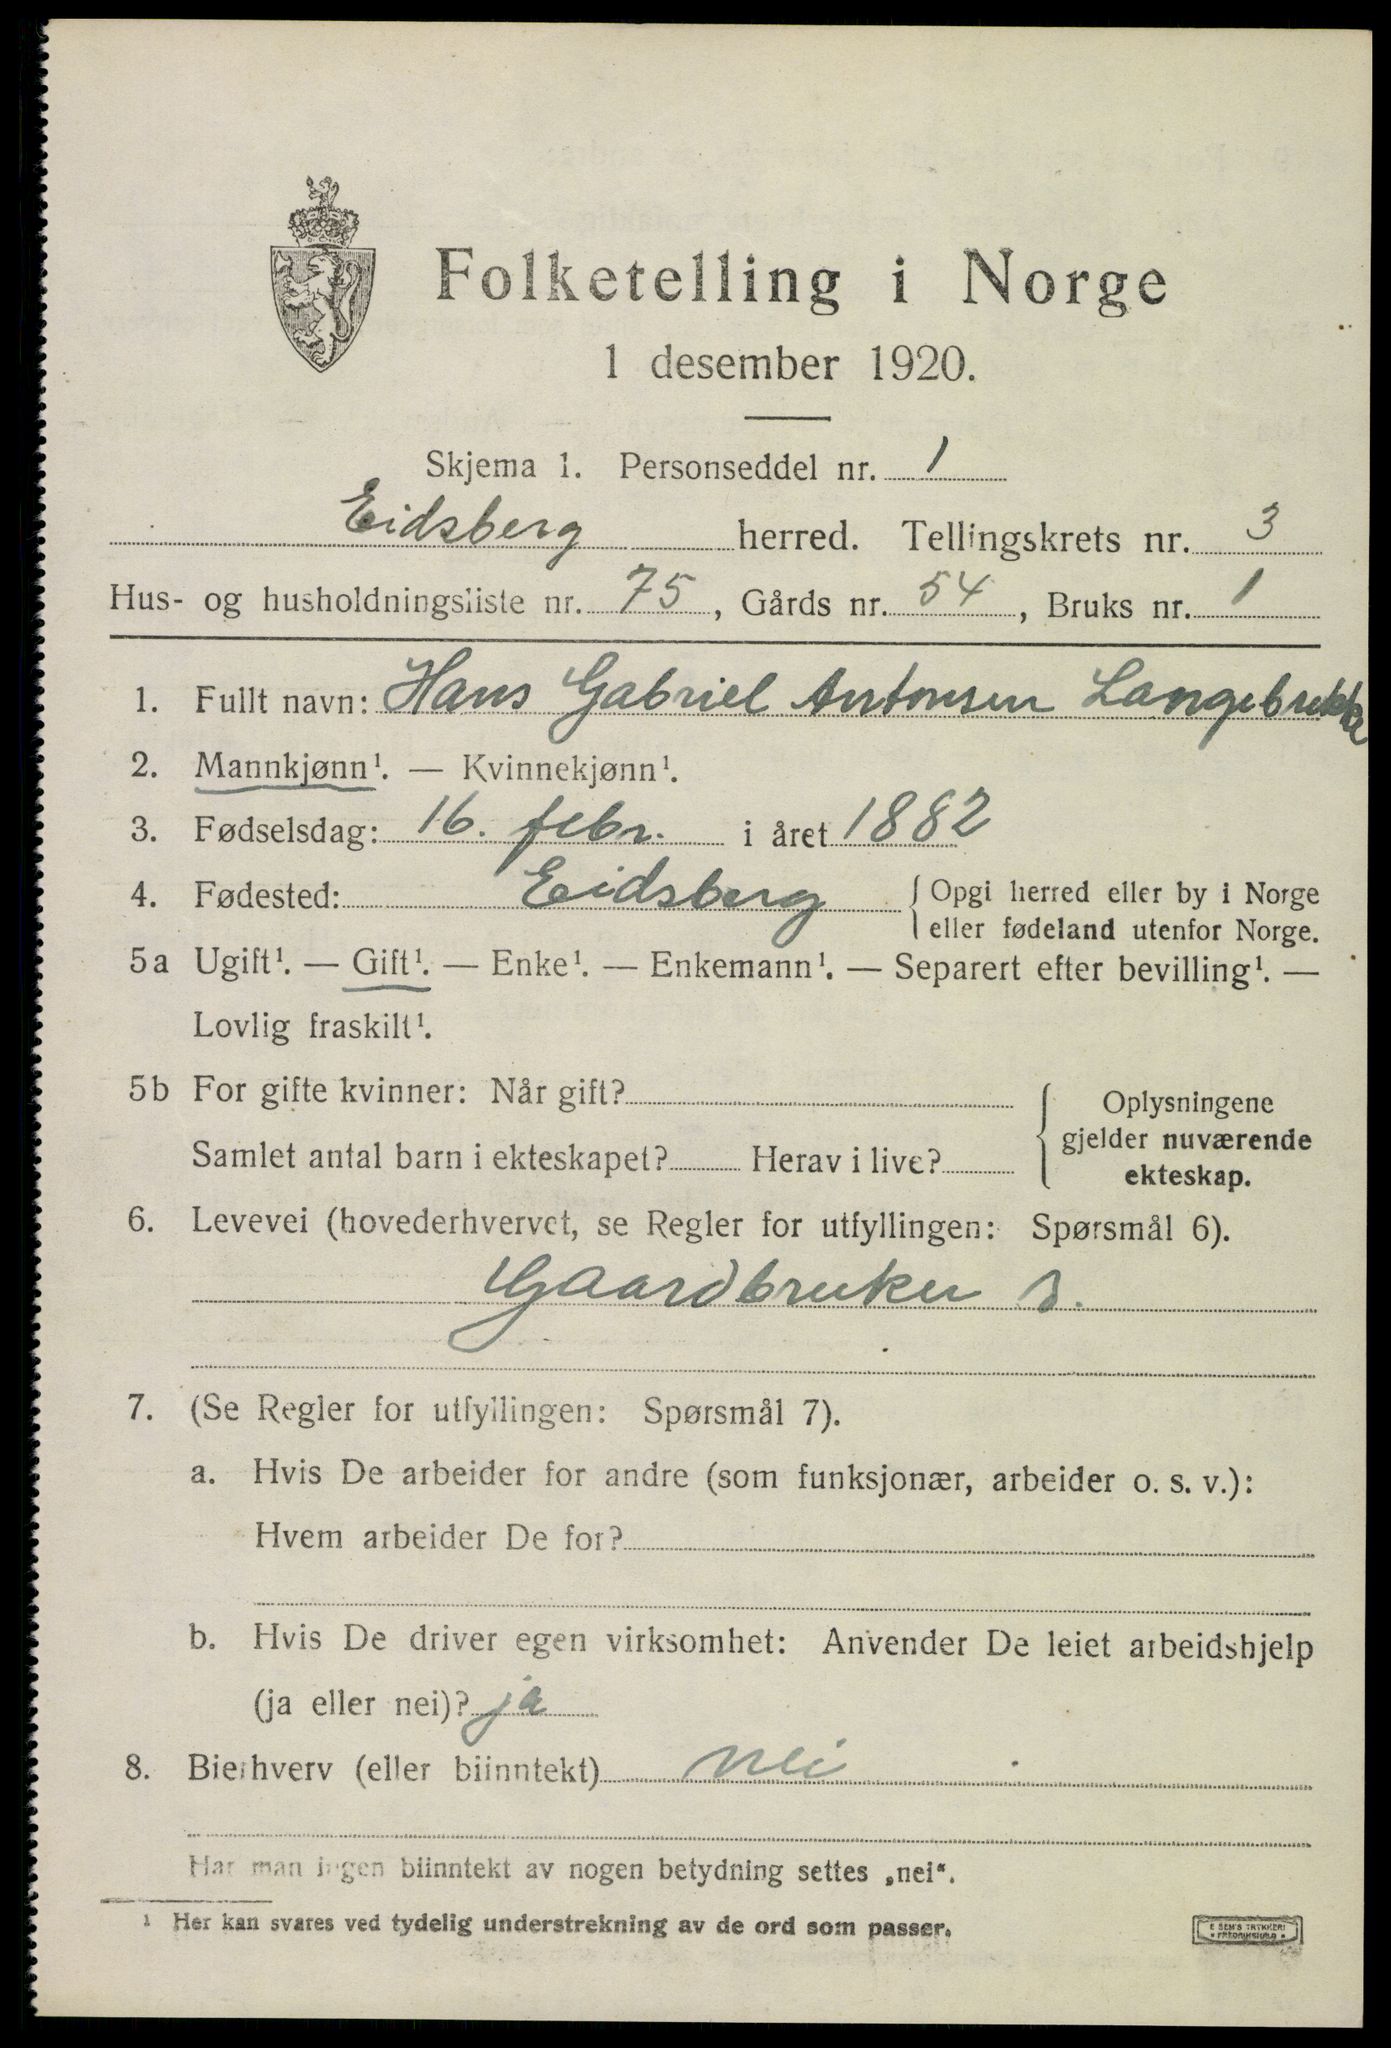 Folketelling i Norge
1 desember 1920.
Skjema 1. Personseddel nr. 1
Eidsberg herred. Tellingskrets nr. 3
Hus- og husholdningsliste nr. 75, Gårds nr. 54, Bruks nr. 1
1. Fullt navn: Hans Gabriel Antonsen Langebrekke
2. Mannkjønn¹. — Kvinnekjønn¹.
3. Fødselsdag: 16. febr. i året 1882
4. Fødested: Eidsberg { Opgi herred eller by i Norge
eller fødeland utenfor Norge.
5a Ugift¹. — Gift¹. — Enke¹. — Enkemann¹. — Separert efter bevilling¹. —
Lovlig fraskilt¹.
5b For gifte kvinner: Når gift?
Samlet antal barn i ekteskapet? Herav i live?
Oplysningene
gjelder nuværende
ekteskap.
6. Levevei (hovederhvervet, se Regler for utfyllingen: Spørsmål 6).
Gaardbruker s.
7. (Se Regler for utfyllingen: Spørsmål 7).
a. Hvis De arbeider for andre (som funksjonær, arbeider o. s. v.):
Hvem arbeider De for?
b. Hvis De driver egen virksomhet: Anvender De leiet arbeidshjelp
(ja eller nei)? ja
8. Bierhverv (eller biinntekt) nei
Har man ingen biinntekt av nogen betydning settes „nei“.
¹ Her kan svares ved tydelig understrekning av de ord som passer.
E SEM'S TRYKKERI
FREDRIKSHALD